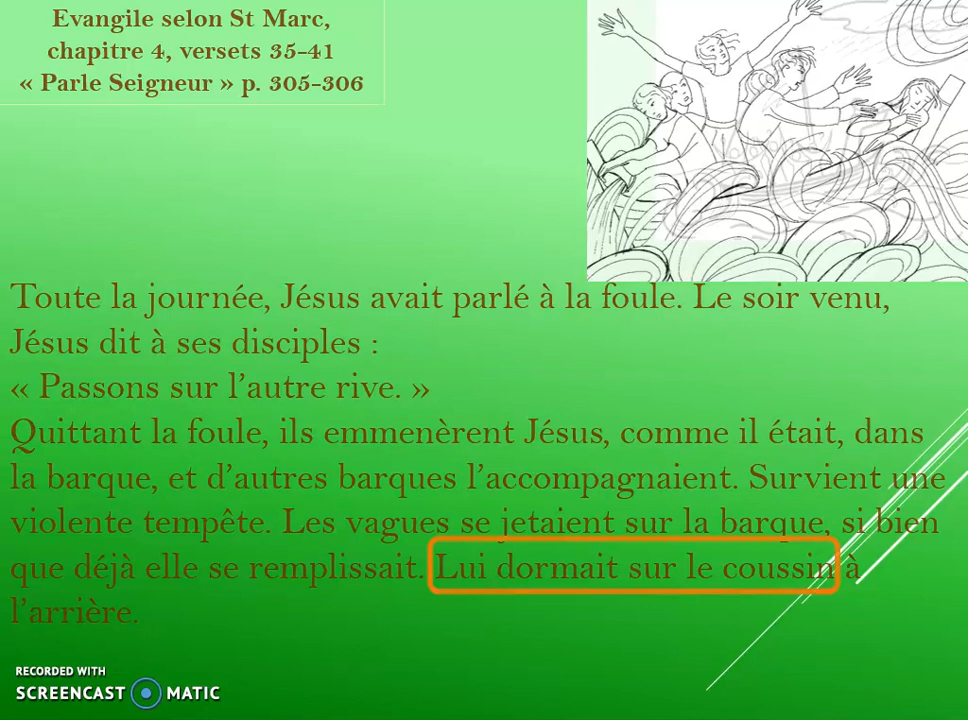 Evangile selon St Marc,
chapitre 4, versets 35-41
« Parle Seigneur » p. 305-306
Toute la journée, Jésus avait parlé à la foule. Le soir venu,
Jésus dit à ses disciples :
« Passons sur l’autre rive. »
Quittant la foule, ils emmenèrent Jésus, comme il était, dans
la barque, et d’autres barques l’accompagnaient. Survient une
violente tempête. Les vagues se jetaient sur la barque, si bien
que déjà elle se remplissait. Lui dormait sur le coussin à
l’arrière.
RECORDED WITH
SCREENCAST MATIC